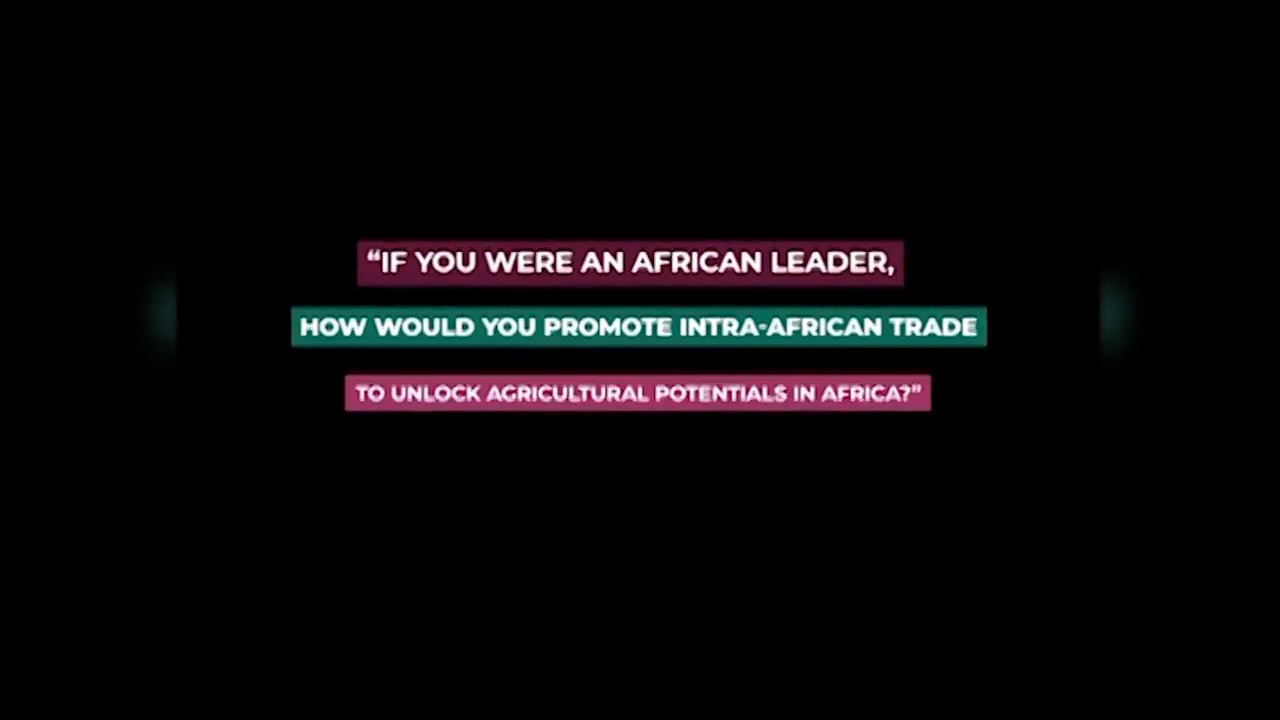 “IF YOU WERE AN AFRICAN LEADER,
HOW WOULD YOU PROMOTE INTRA-AFRICAN TRADE
TO UNLOCK AGRICULTURAL POTENTIALS IN AFRICA?”